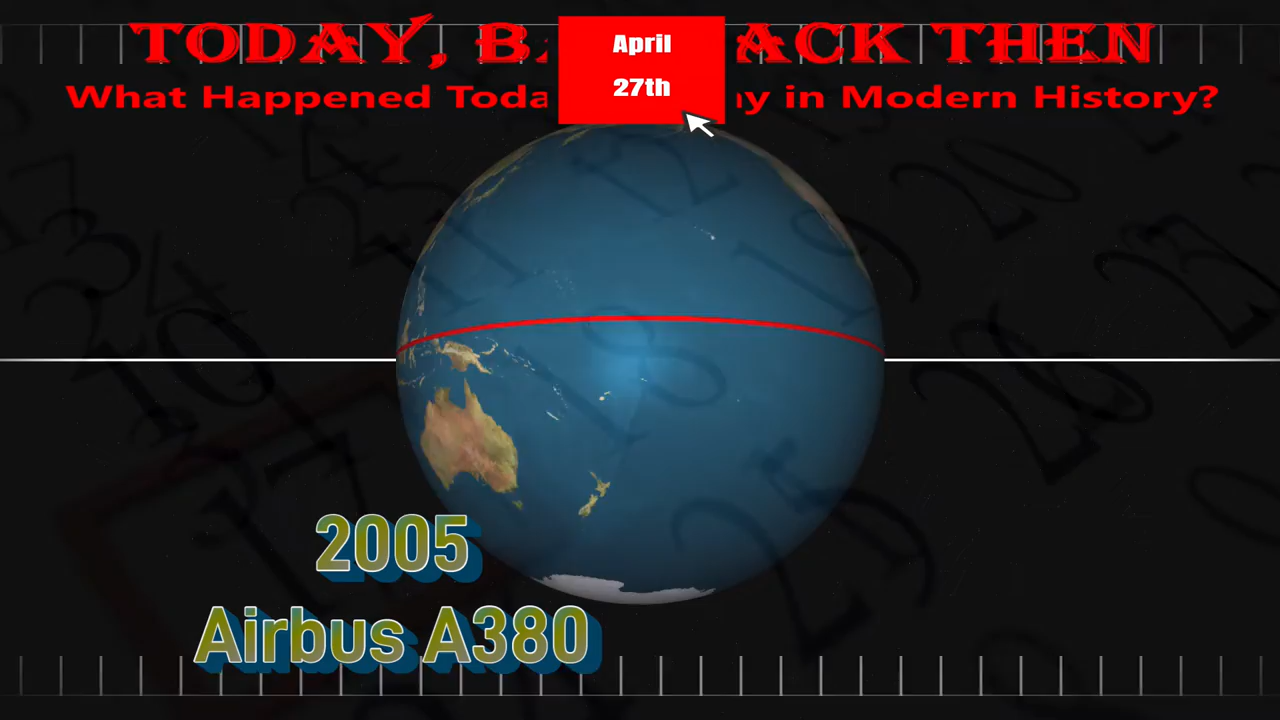 TODAY, B ACK THEN
April
27th
What Happened Toda y in Modern History?
2005
Airbus A380